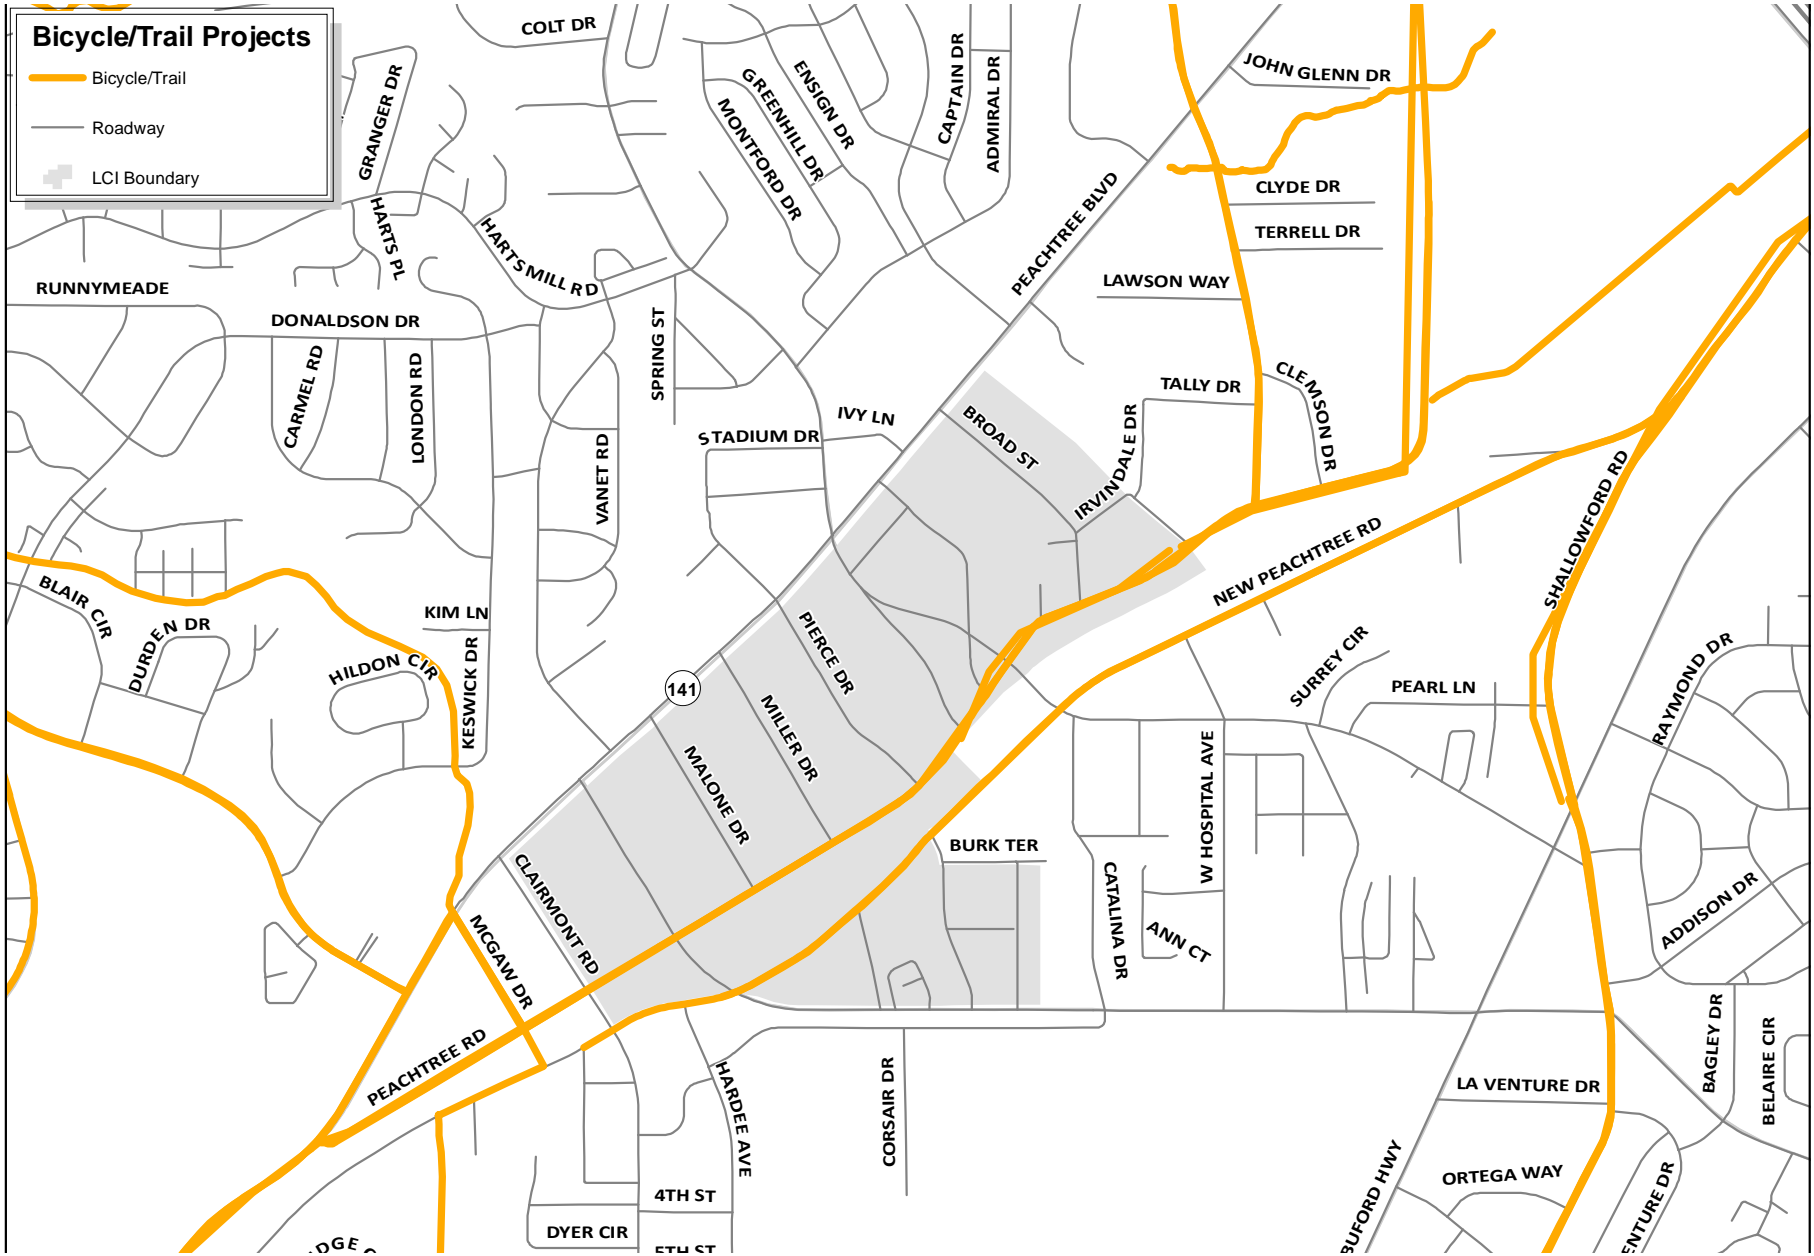 Bicycle/Trail Projects
Bicycle/Trail
Roadway
LCI Boundary
COLT DR
GRANGER DR
HARTS PL
HARTS MILL RD
MONTFORD DR
GREENHILL DR
ENSIGN DR
CAPTAIN DR
ADMIRAL DR
PEACHTREE BLVD
JOHN GLENN DR
CLYDE DR
TERRELL DR
LAWSON WAY
RUNNYMEADE
DONALDSON DR
CARMEL RD
LONDON RD
VANET RD
SPRING ST
STADIUM DR
IVY LN
BROAD ST
IRVINDALE DR
TALLY DR
CLEMSON DR
NEW PEACHTREE RD
SHALLOWFORD RD
BLAIR CIR
DURDEN DR
HILDON CIR
KIM LN
KESWICK DR
141
PIERCE DR
MILLER DR
MALONE DR
CLAIRMONT RD
MCGAW DR
PEACHTREE RD
SURREY CIR
PEARL LN
RAYMOND DR
W HOSPITAL AVE
BURK TER
CATALINA DR
ANN CT
ADDISON DR
BAGLEY DR
BELAIRE CIR
LA VENTURE DR
ORTEGA WAY
BUFORD HWY
ENTURE DR
CORSAIR DR
HARDEE AVE
4TH ST
DYER CIR
5TH ST